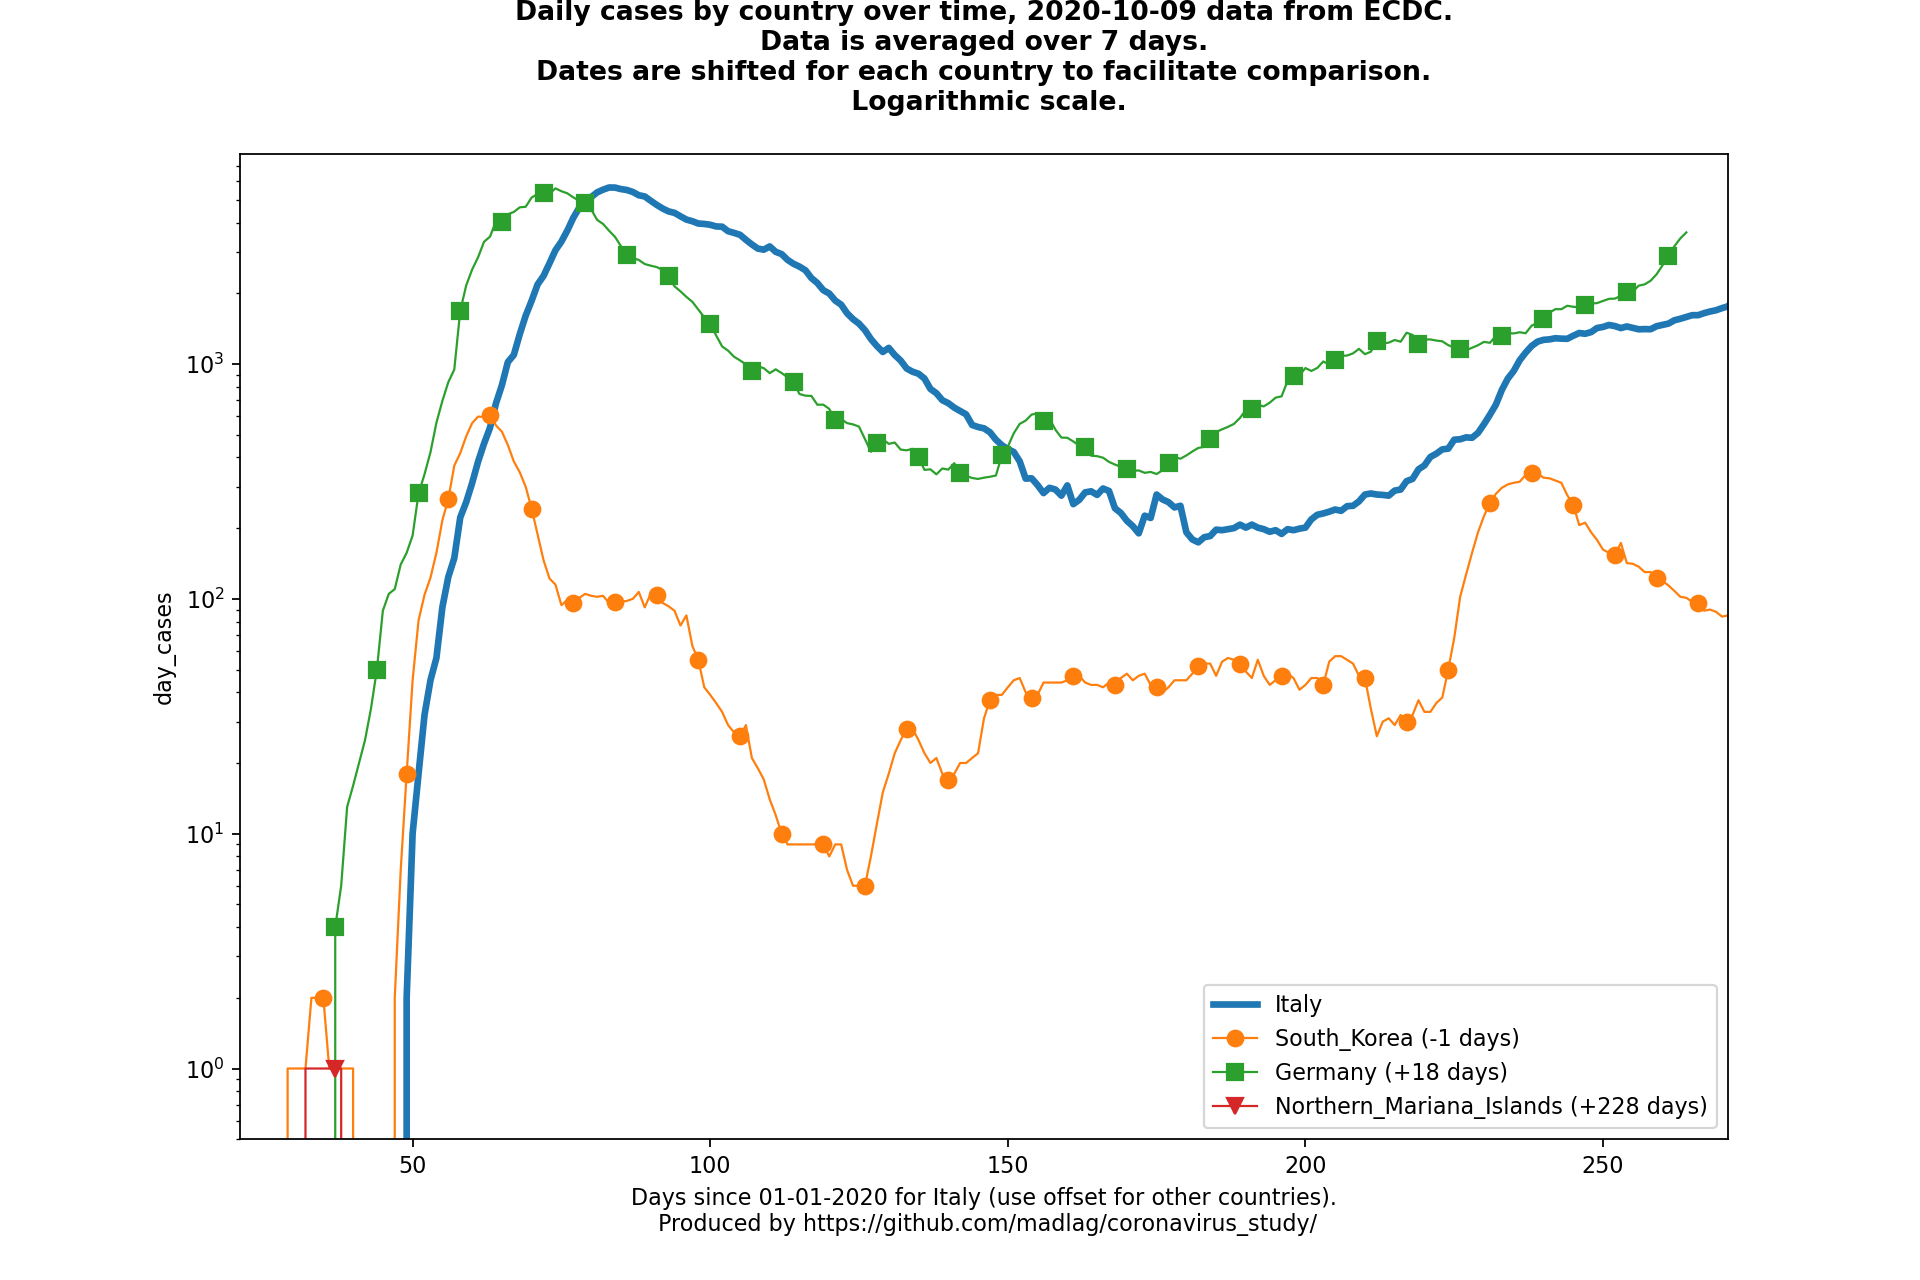 Daily cases by country over time, 2020-10-09 data from ECDC.
Data is averaged over 7 days.
Dates are shifted for each country to facilitate comparison.
Logarithmic scale.
day_cases
10³
10²
10¹
10⁰
50 100 150 200 250
Italy
South_Korea (-1 days)
Germany (+18 days)
Northern_Mariana_Islands (+228 days)
Days since 01-01-2020 for Italy (use offset for other countries).
Produced by https://github.com/madlag/coronavirus_study/